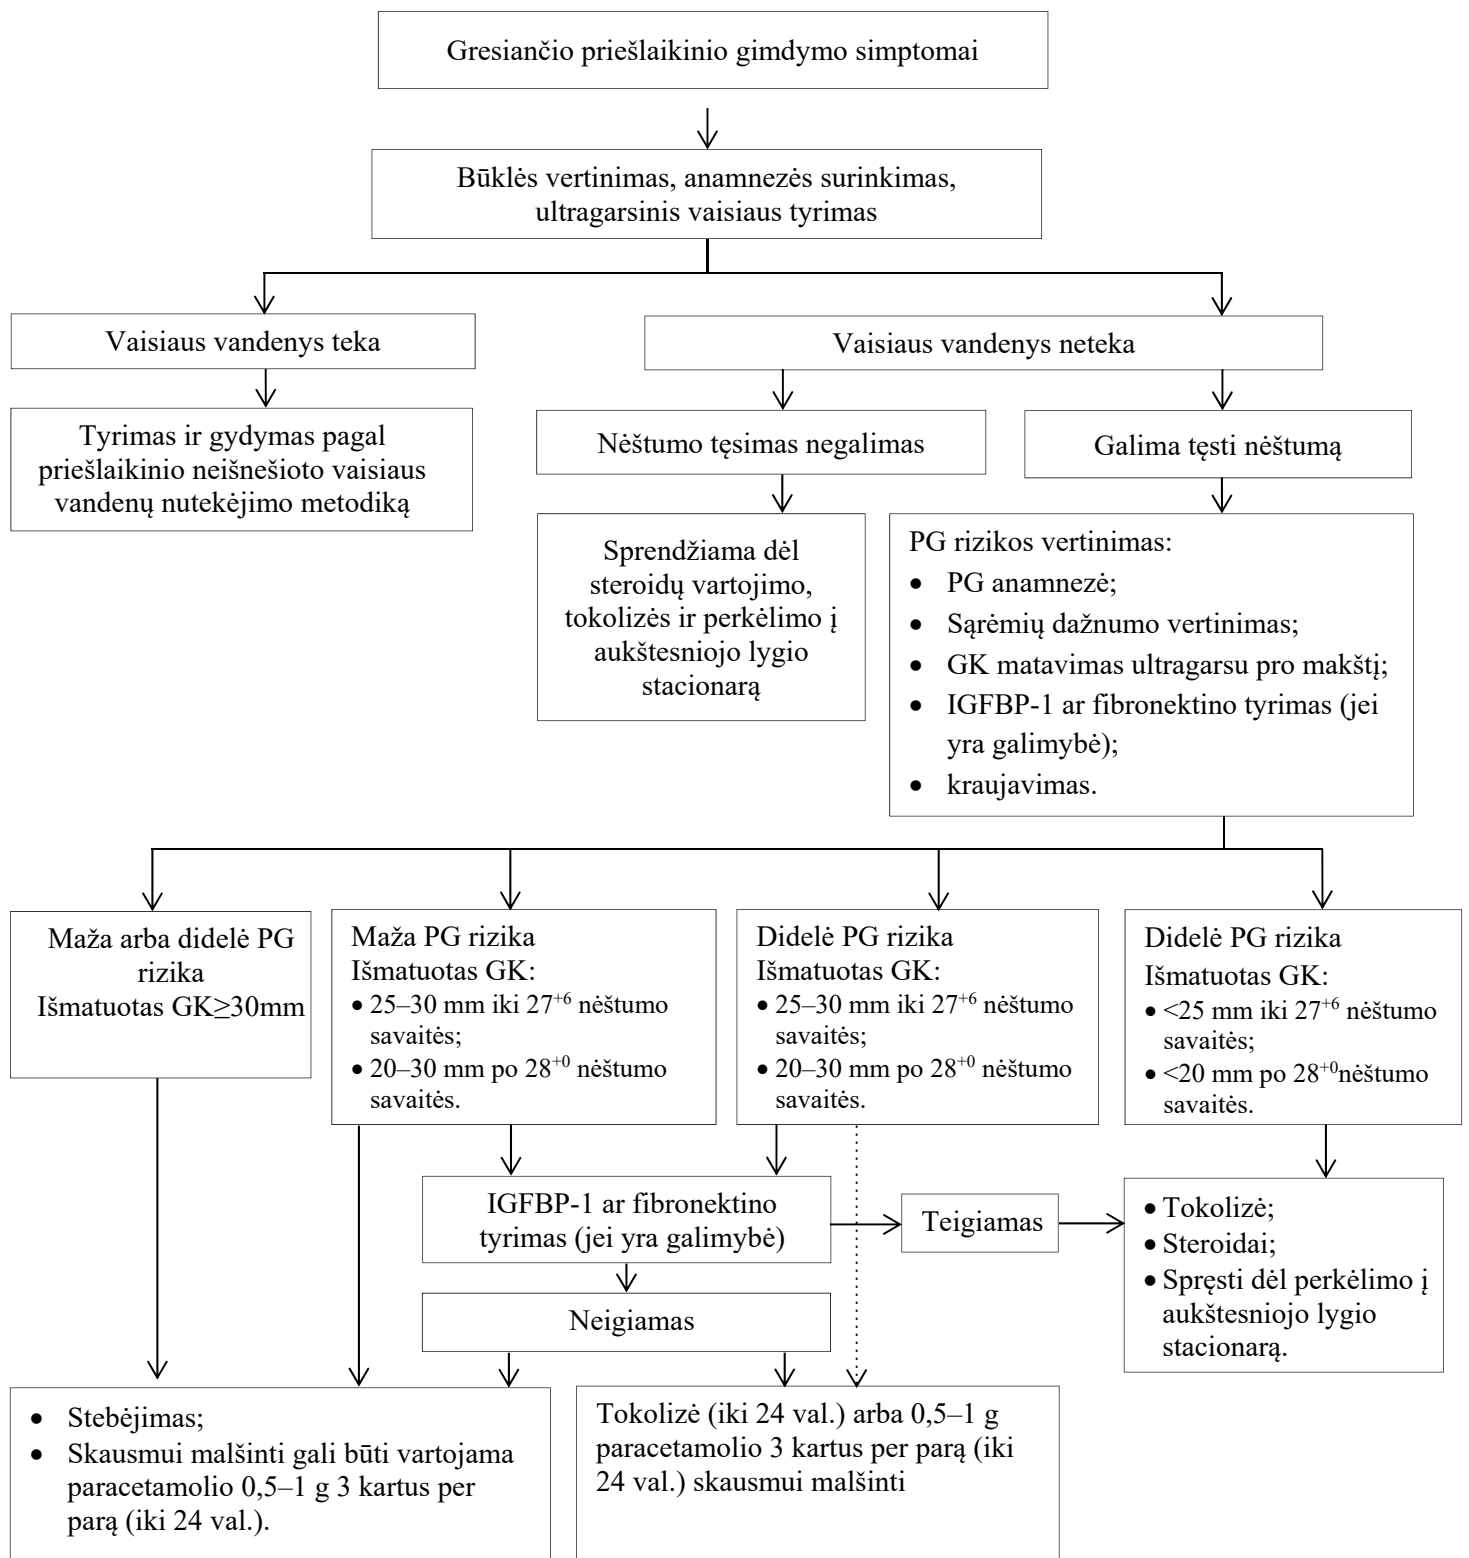 Gresiančio priešlaikinio gimdymo simptomai
Būklės vertinimas, anamnezės surinkimas,
ultragarsinis vaisiaus tyrimas
Vaisiaus vandenys teka
Vaisiaus vandenys neteka
Tyrimas ir gydymas pagal
priešlaikinio neišnešioto vaisiaus
vandenų nutekėjimo metodiką
Nėštumo tęsimas negalimas
Galima tęsti nėštumą
Sprendžiama dėl
steroidų vartojimo,
tokolizės ir perkėlimo į
aukštesniojo lygio
stacionarą
PG rizikos vertinimas:
• PG anamnezė;
• Sąrėmių dažnumo vertinimas;
• GK matavimas ultragarsu pro makštį;
• IGFBP-1 ar fibronektino tyrimas (jei
yra galimybė);
• kraujavimas.
Maža arba didelė PG
rizika
Išmatuotas GK≥30mm
Maža PG rizika
Išmatuotas GK:
• 25–30 mm iki 27⁺⁶ nėštumo
savaitės;
• 20–30 mm po 28⁺⁰ nėštumo
savaitės.
Didelė PG rizika
Išmatuotas GK:
• 25–30 mm iki 27⁺⁶ nėštumo
savaitės;
• 20–30 mm po 28⁺⁰ nėštumo
savaitės.
Didelė PG rizika
Išmatuotas GK:
• <25 mm iki 27⁺⁶ nėštumo
savaitės;
• <20 mm po 28⁺⁰nėštumo
savaitės.
IGFBP-1 ar fibronektino
tyrimas (jei yra galimybė)
Teigiamas
• Tokolizė;
• Steroidai;
• Spręsti dėl perkėlimo į
aukštesniojo lygio
stacionarą.
Neigiamas
• Stebėjimas;
• Skausmui malšinti gali būti vartojama
paracetamolio 0,5–1 g 3 kartus per
parą (iki 24 val.).
Tokolizė (iki 24 val.) arba 0,5–1 g
paracetamolio 3 kartus per parą (iki
24 val.) skausmui malšinti